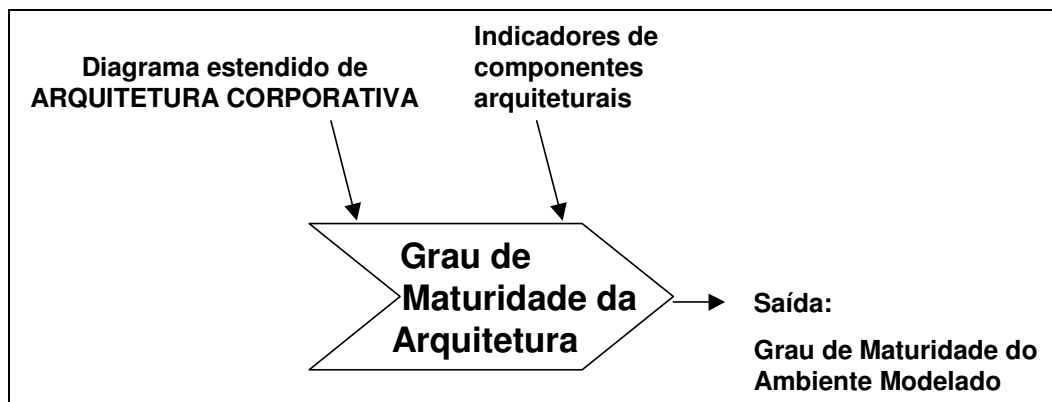 Diagrama estendido de
ARQUITETURA CORPORATIVA
Indicadores de
componentes
arquiteturais
Grau de
Maturidade da
Arquitetura
Saída:
Grau de Maturidade do
Ambiente Modelado